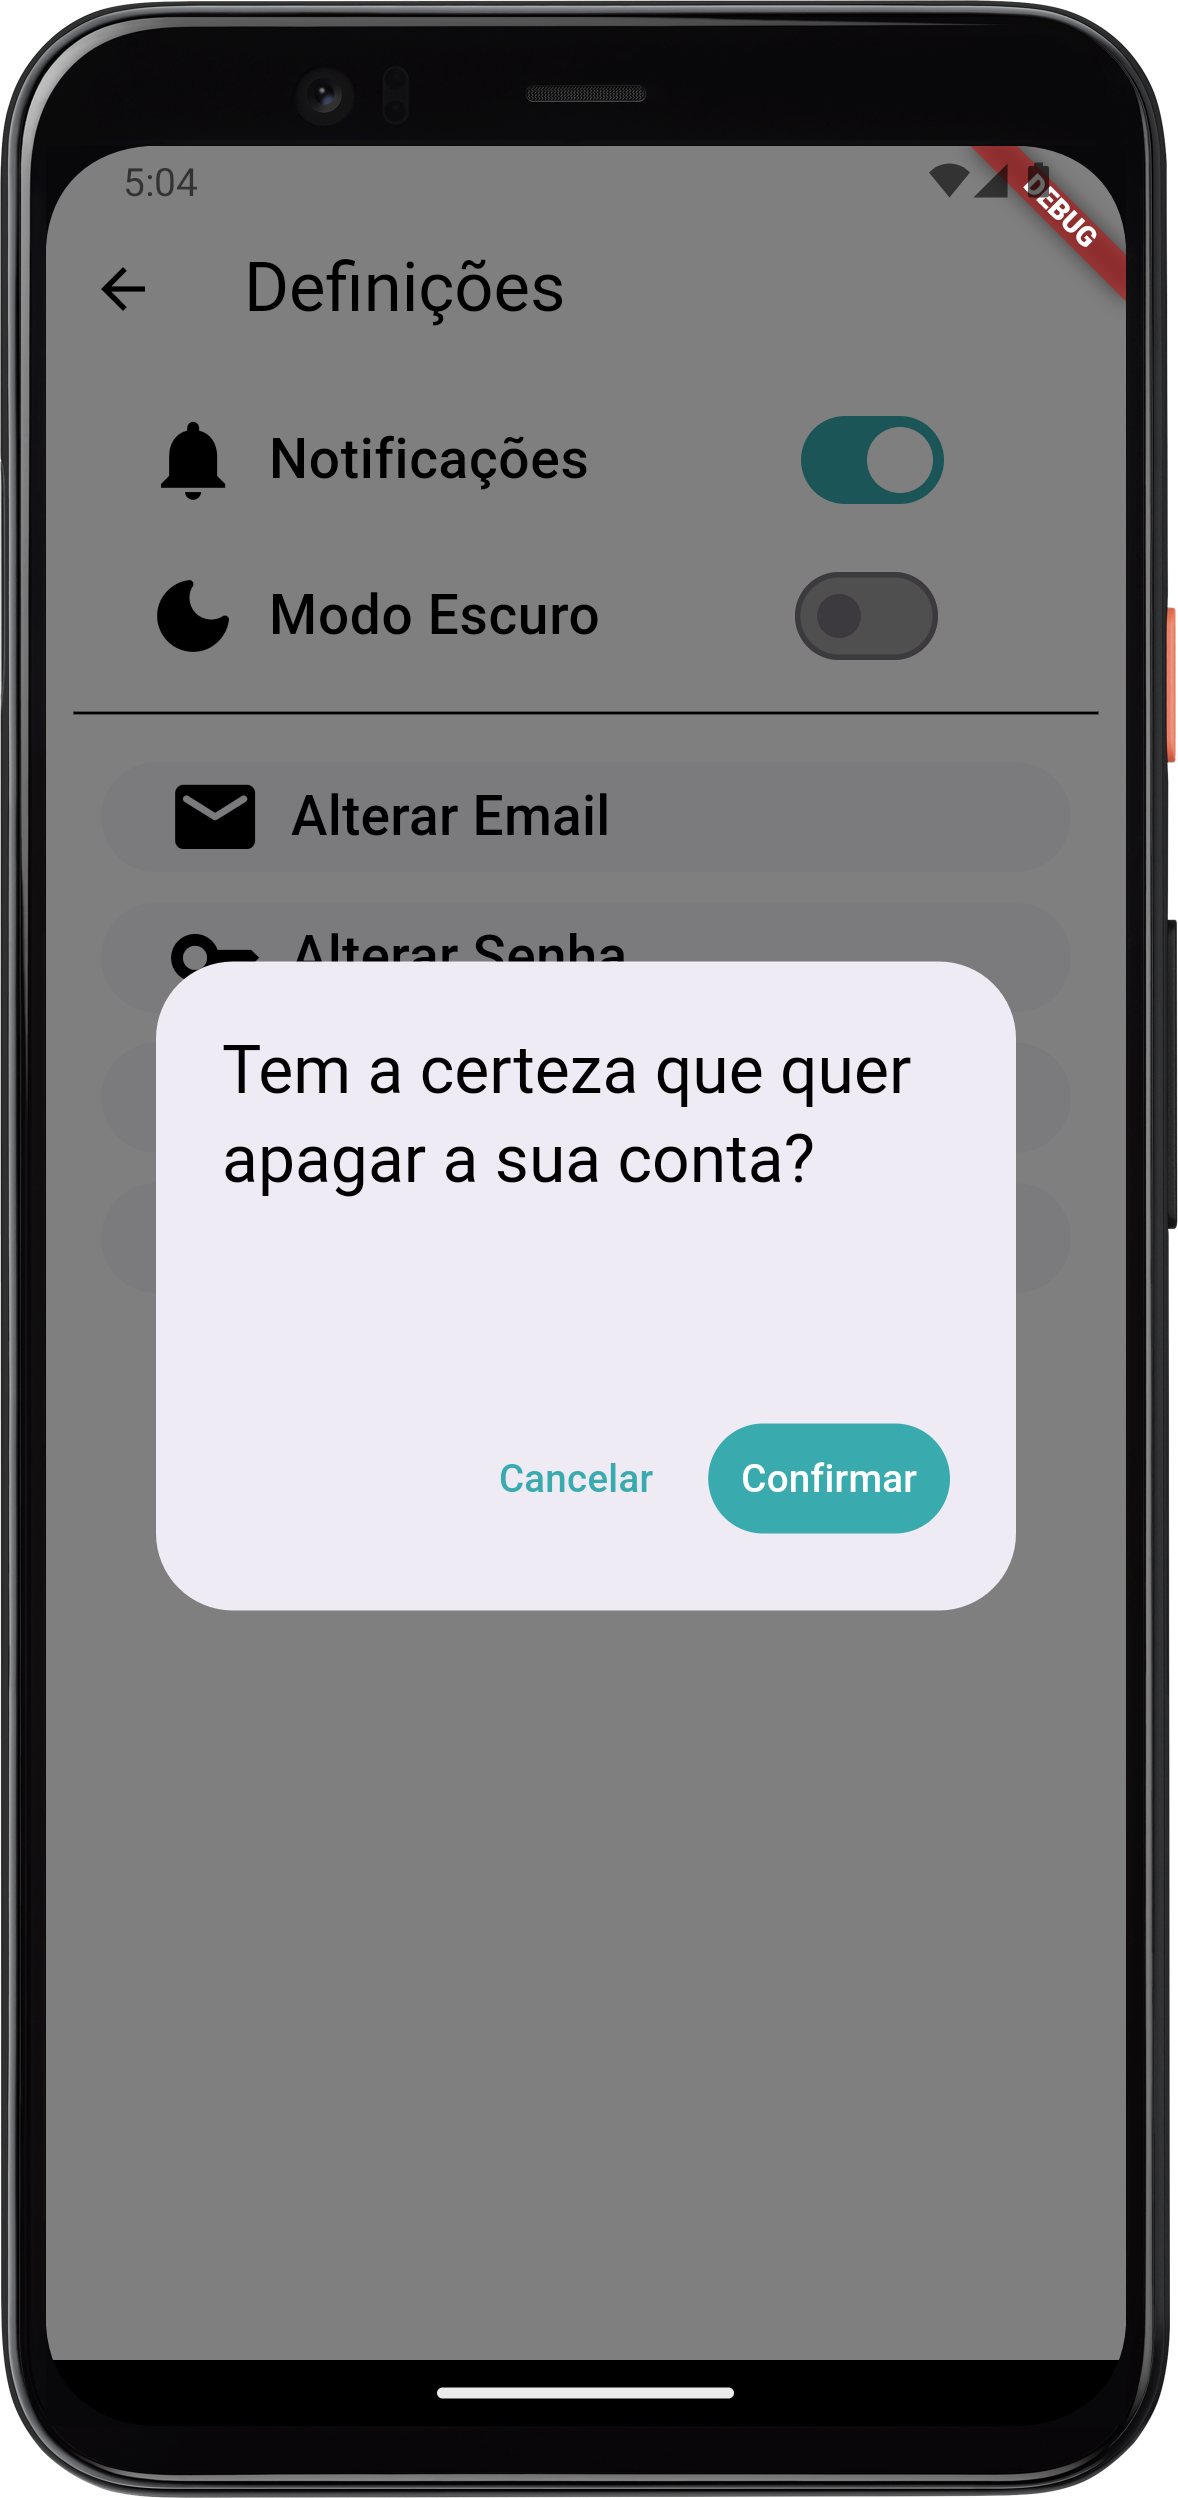 5:04
DEBUG
Definições
Notificações
Modo Escuro
Alterar Email
Alterar Senha
Tem a certeza que quer
apagar a sua conta?
Cancelar
Confirmar